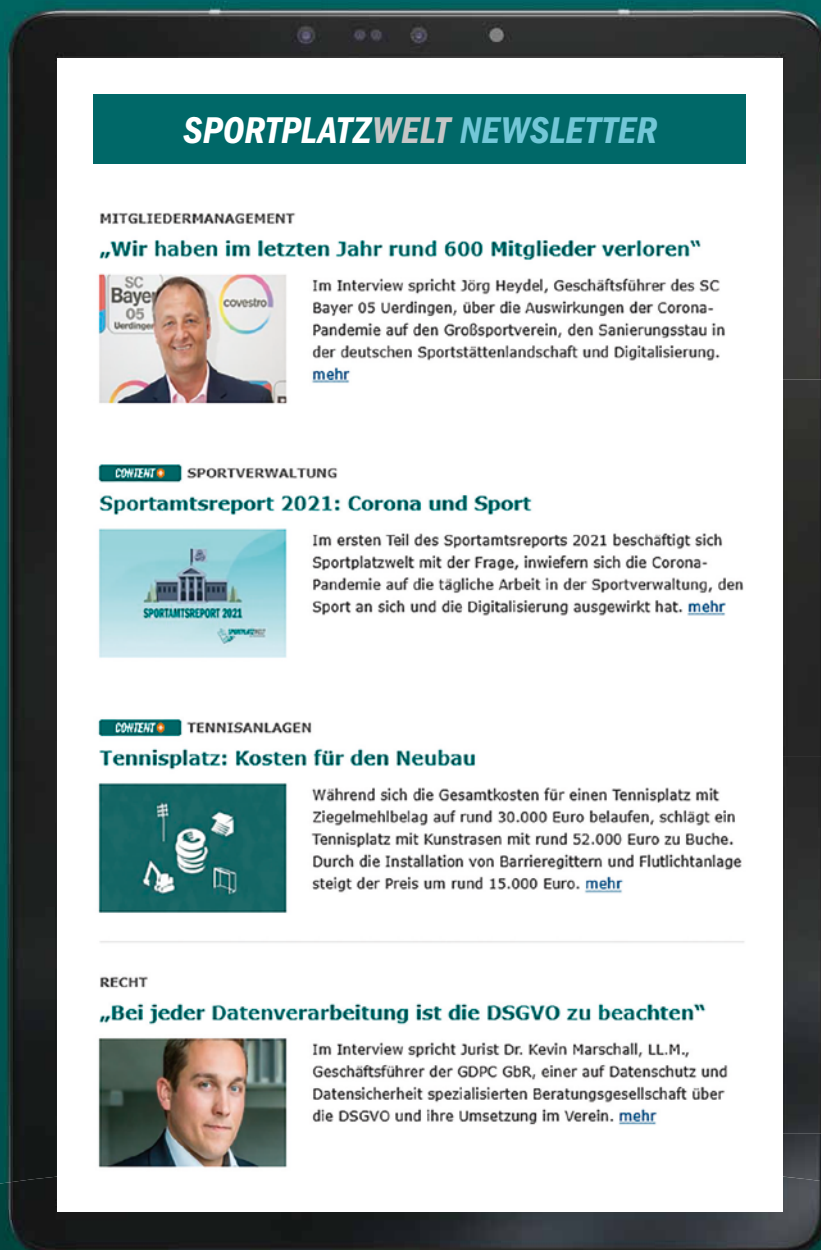 SPORTPLATZWELT NEWSLETTER
MITGLIEDERMANAGEMENT
„Wir haben im letzten Jahr rund 600 Mitglieder verloren“
SC
Bayer
05
Uerdingen
covestro
Im Interview spricht Jörg Heydel, Geschäftsführer des SC
Bayer 05 Uerdingen, über die Auswirkungen der Corona-
Pandemie auf den Großsportverein, den Sanierungsstau in
der deutschen Sportstättenlandschaft und Digitalisierung.
mehr
CONTENT+ SPORTVERWALTUNG
Sportamtsreport 2021: Corona und Sport
SPORTAMTSREPORT 2021
SPORTPLATZWELT
Im ersten Teil des Sportamtsreports 2021 beschäftigt sich
Sportplatzwelt mit der Frage, inwiefern sich die Corona-
Pandemie auf die tägliche Arbeit in der Sportverwaltung, den
Sport an sich und die Digitalisierung ausgewirkt hat. mehr
CONTENT+ TENNISANLAGEN
Tennisplatz: Kosten für den Neubau
Während sich die Gesamtkosten für einen Tennisplatz mit
Ziegelmehlbelag auf rund 30.000 Euro belaufen, schlägt ein
Tennisplatz mit Kunstrasen mit rund 52.000 Euro zu Buche.
Durch die Installation von Barrieregittern und Flutlichtanlage
steigt der Preis um rund 15.000 Euro. mehr
RECHT
„Bei jeder Datenverarbeitung ist die DSGVO zu beachten“
Im Interview spricht Jurist Dr. Kevin Marschall, LL.M.,
Geschäftsführer der GDPC GbR, einer auf Datenschutz und
Datensicherheit spezialisierten Beratungsgesellschaft über
die DSGVO und ihre Umsetzung im Verein. mehr